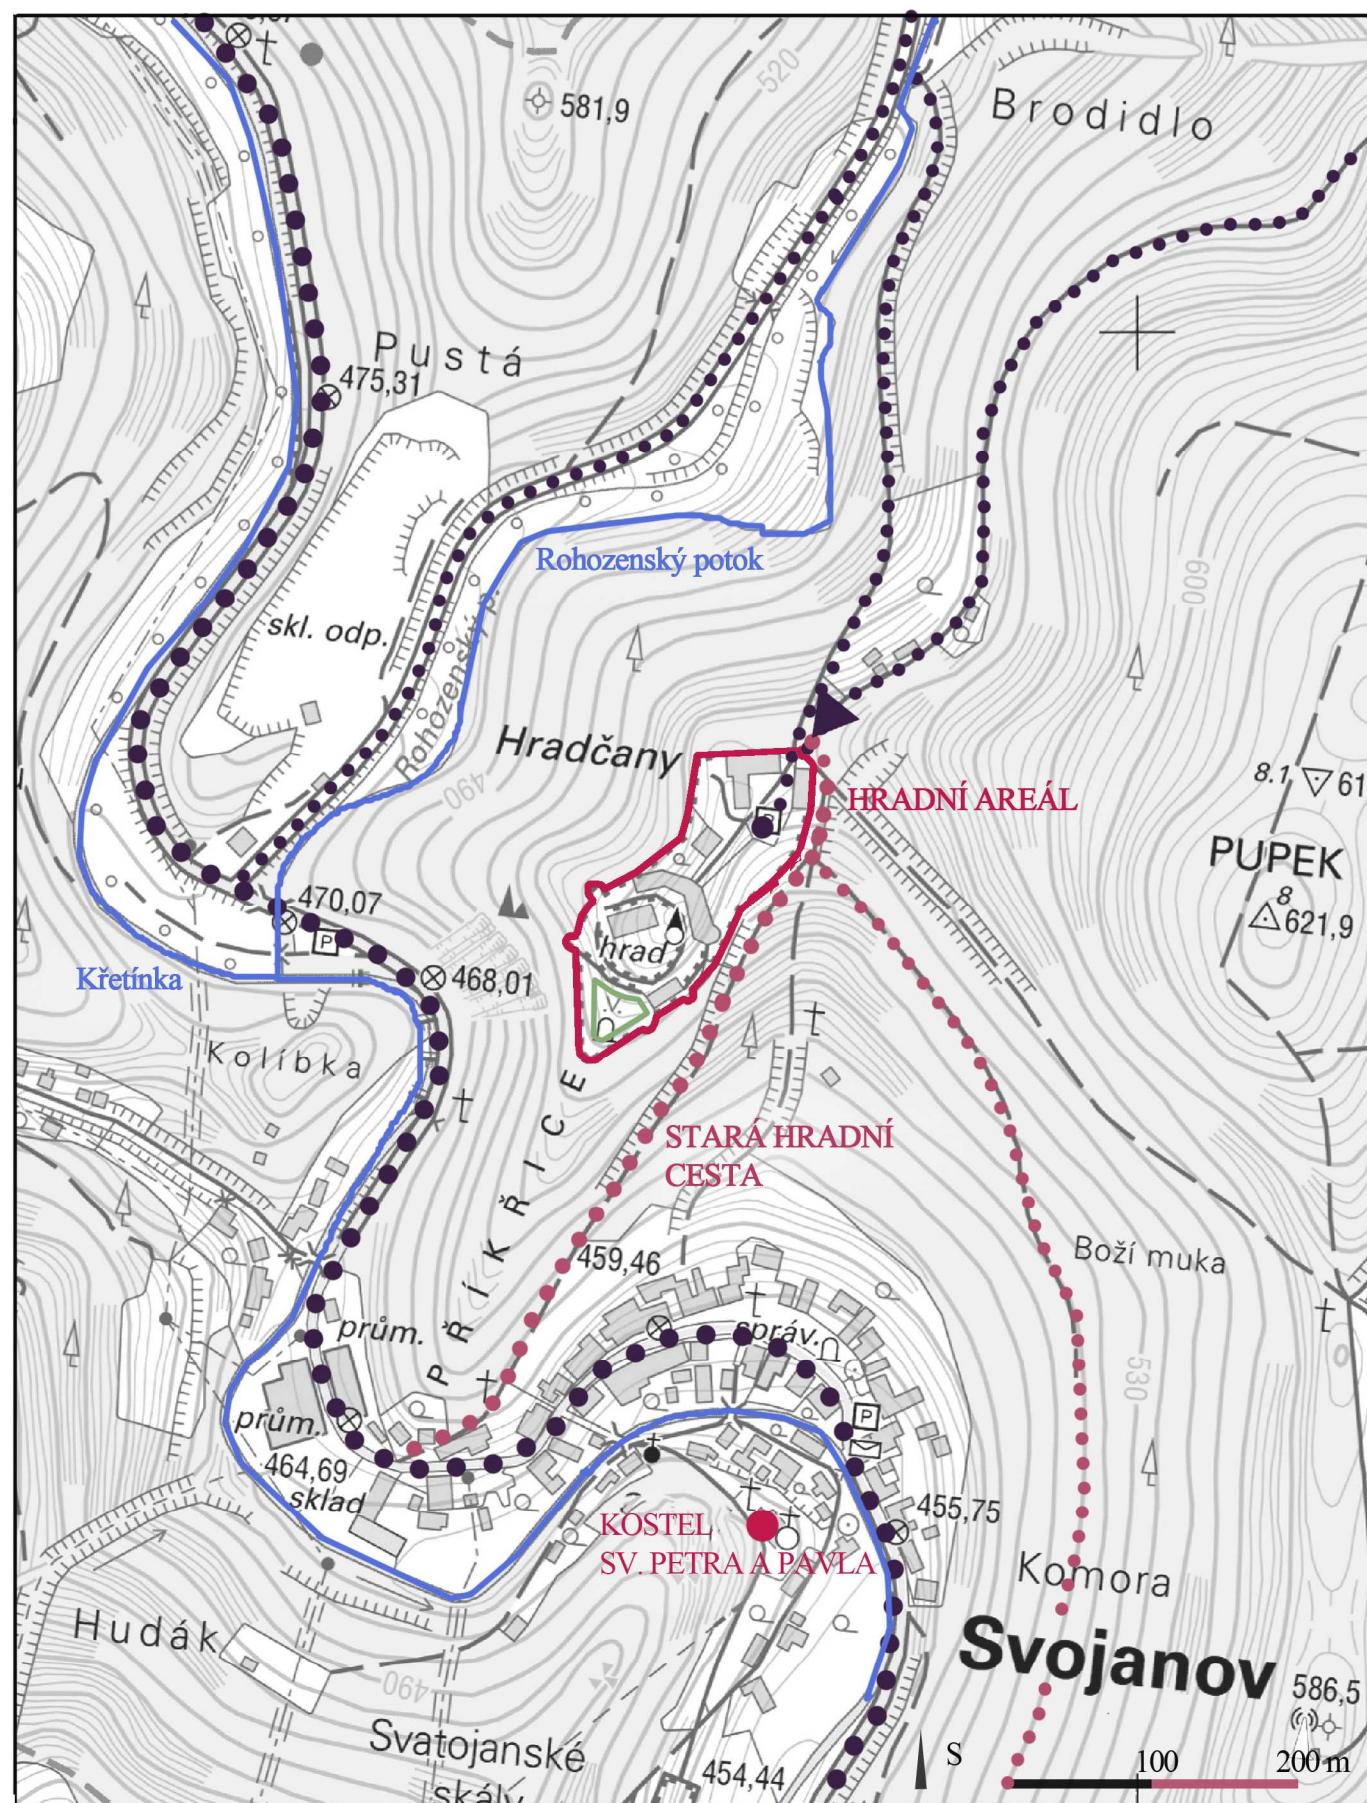 520
581,9
Brodidlo
Pustá
475,31
Rohozenský potok
600
skl. odp.
Rohozenský p.
Hradčany
490
8.1
61
HRADNÍ AREÁL
P
PUPEK
8
621,9
470,07
P
hrad
468,01
Křetínka
Kolíbka
PŘÍKŘICE
STARÁ HRADNÍ
CESTA
459,46
Boží muka
prům.
správ.
530
P
prům.
464,69
sklad
455,75
KOSTEL
SV. PETRA A PAVLA
Komora
Hudák
Svojanov
490
586,5
Svatojanské
skály
454,44
S
100
200 m